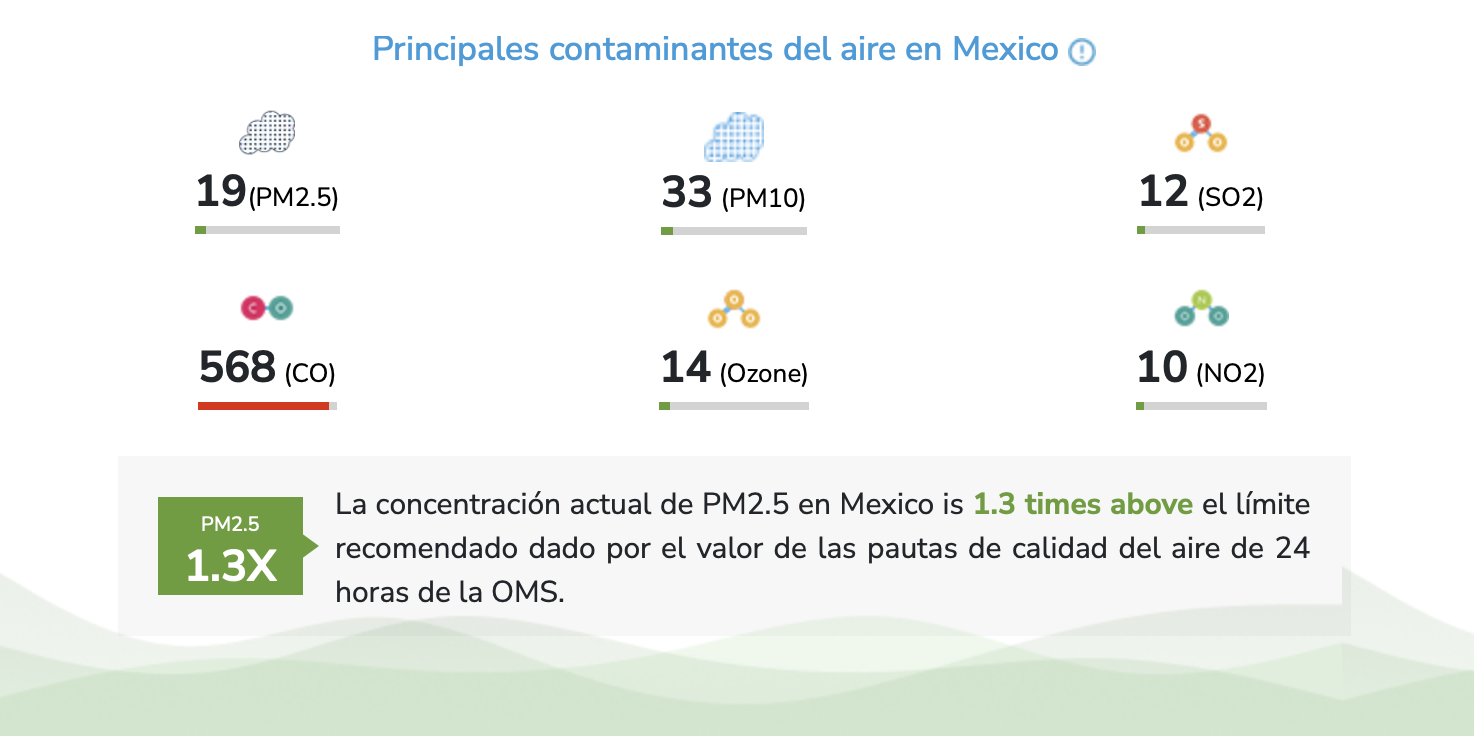 Principales contaminantes del aire en Mexico
19(PM2.5)
33 (PM10)
12 (SO2)
568 (CO)
14 (Ozone)
10 (NO2)
PM2.5
1.3X
La concentración actual de PM2.5 en Mexico is 1.3 times above el límite
recomendado dado por el valor de las pautas de calidad del aire de 24
horas de la OMS.